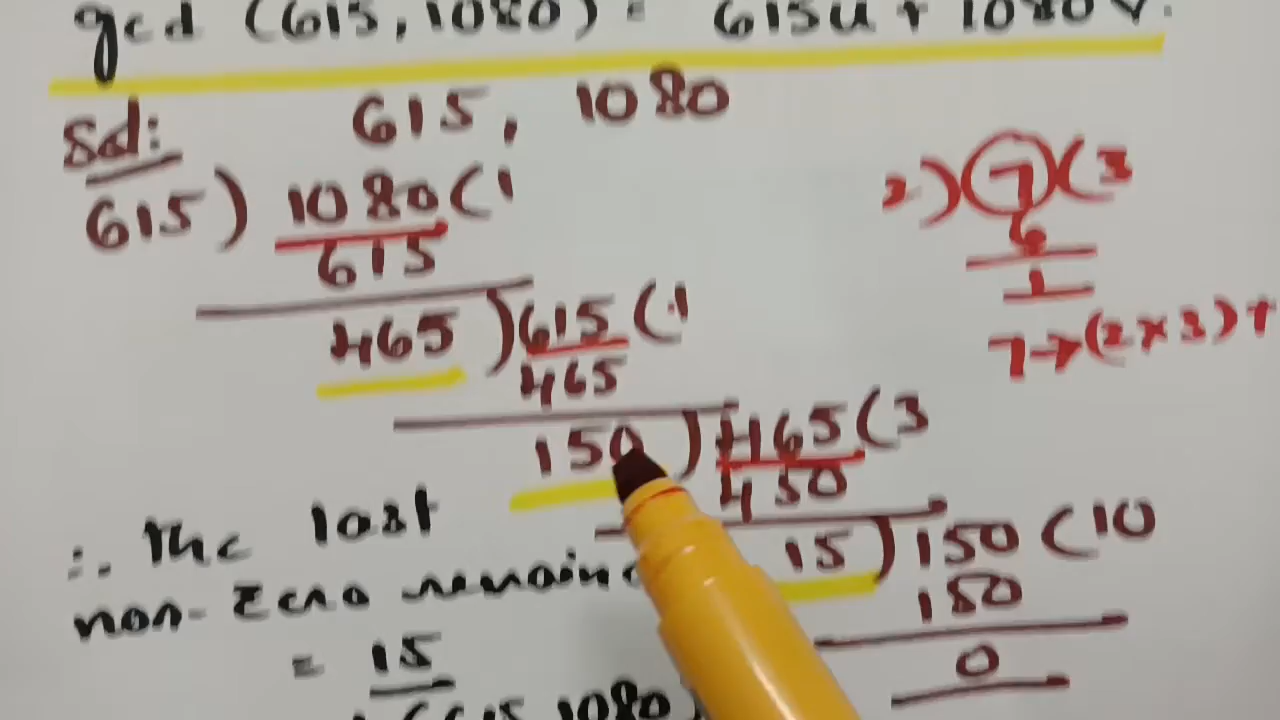 gcd (615, 1080) = 615u + 1080v.
Sol:
615, 1080
615) 1080 (1
615
465) 615 (1
465
150) 465 (3
450
15) 150 (10
150
0
2) 7 (3
6
1
7→(2×3)+
∴ The last
non-zero
= 15
(615, 1080)